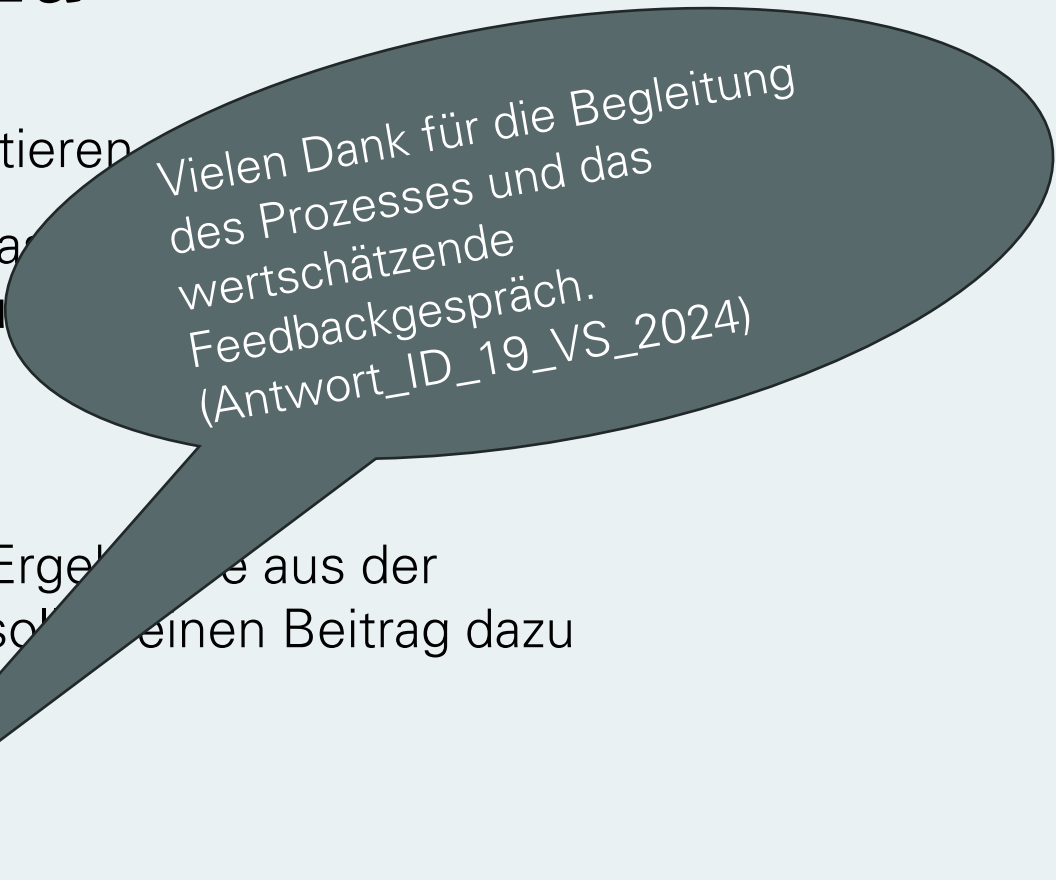 tieren
Vielen Dank für die Begleitung
des Prozesses und das
wertschätzende
Feedbackgespräch.
(Antwort_ID_19_VS_2024)
aus der
einen Beitrag dazu